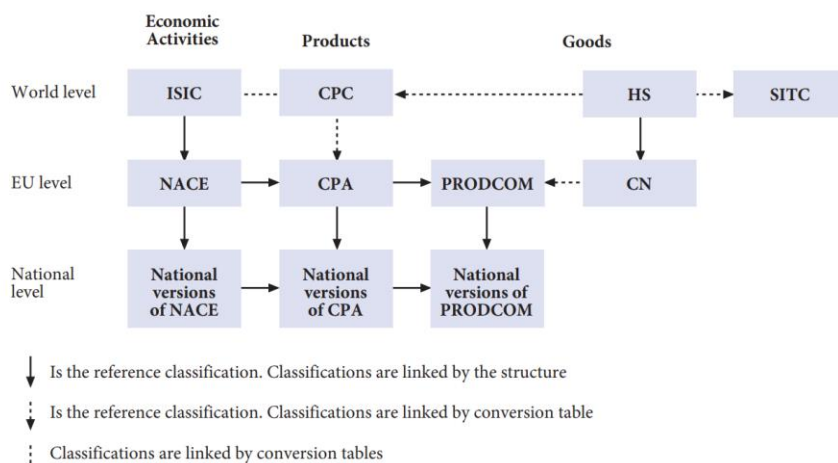 Economic
Activities
Products
Goods
World level
ISIC
CPC
HS
SITC
EU level
NACE
CPA
PRODCOM
CN
National
level
National
versions
of NACE
National
versions
of CPA
National
versions of
PRODCOM
Is the reference classification. Classifications are linked by the structure
Is the reference classification. Classifications are linked by conversion table
Classifications are linked by conversion tables